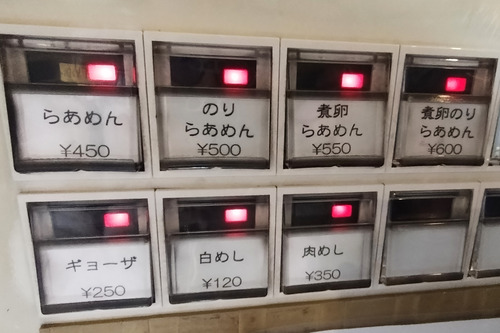 らあめん
¥450
のり
らあめん
¥500
煮卵
らあめん
¥550
煮卵のり
らあめん
¥600
ギョーザ
¥250
白めし
¥120
肉めし
¥350